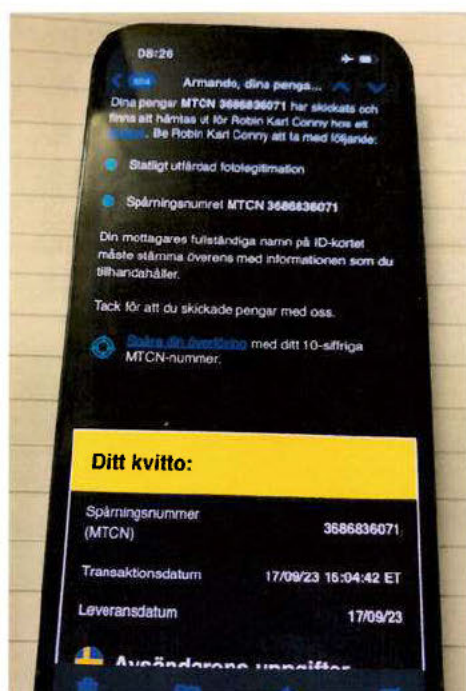 08:26
Armando, dina penga...
Dina pengar MTCN 3686836071 har skickats och
finns att hämtas ut för Robin Karl Conny hos ett
. Be Robin Karl Conny att ta med följande:
Statligt utfärdad fotolegitimation
Spårningsnumret MTCN 3686836071
Din mottagares fullständiga namn på ID-kortet
måste stämma överens med informationen som du
tillhandahåller.
Tack för att du skickade pengar med oss.
Spåra din överföring med ditt 10-siffriga
MTCN-nummer.
Ditt kvitto:
Spårningsnummer
(MTCN) 3686836071
Transaktionsdatum 17/09/23 16:04:42 ET
Leveransdatum 17/09/23
Avsändarens uppgifter